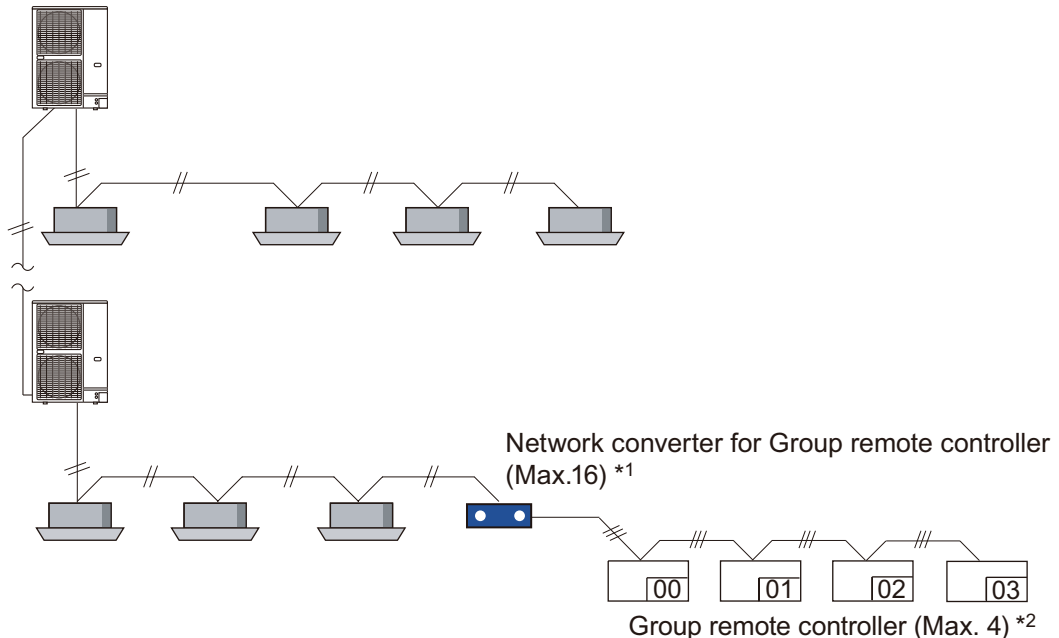 Network converter for Group remote controller
(Max.16) *1
00 01 02 03
Group remote controller (Max. 4) *2